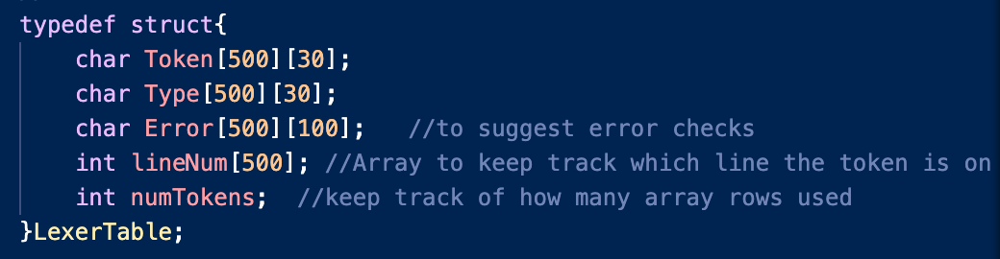 typedef struct{
char Token[500][30];
char Type[500][30];
char Error[500][100]; //to suggest error checks
int lineNum[500]; //Array to keep track which line the token is on
int numTokens; //keep track of how many array rows used
}LexerTable;